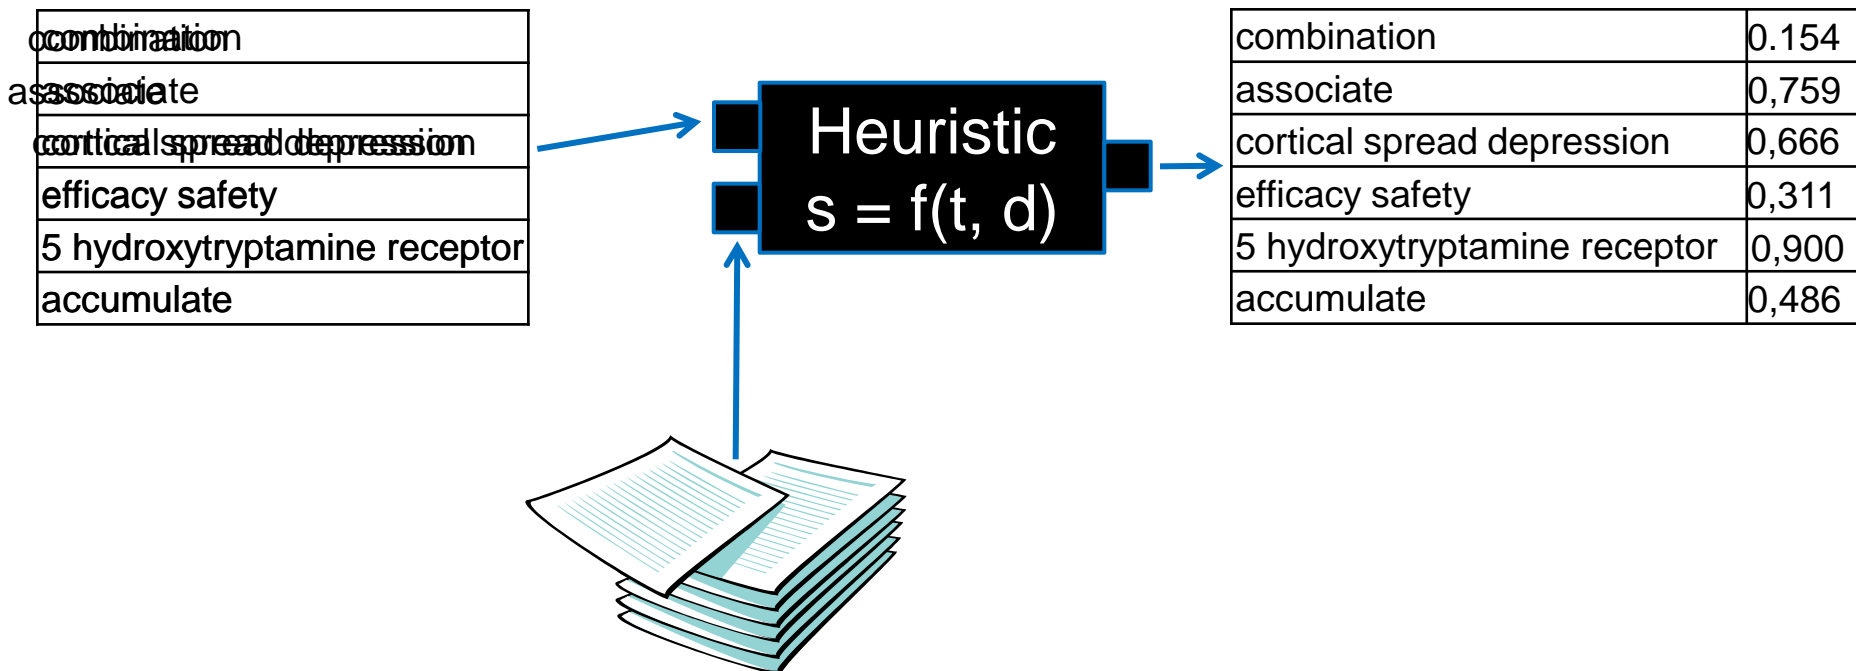 combination
associate
cortical spread depression
efficacy safety
5 hydroxytryptamine receptor
accumulate
Heuristic
s = f(t, d)
combination 0.154
associate 0,759
cortical spread depression 0,666
efficacy safety 0,311
5 hydroxytryptamine receptor 0,900
accumulate 0,486